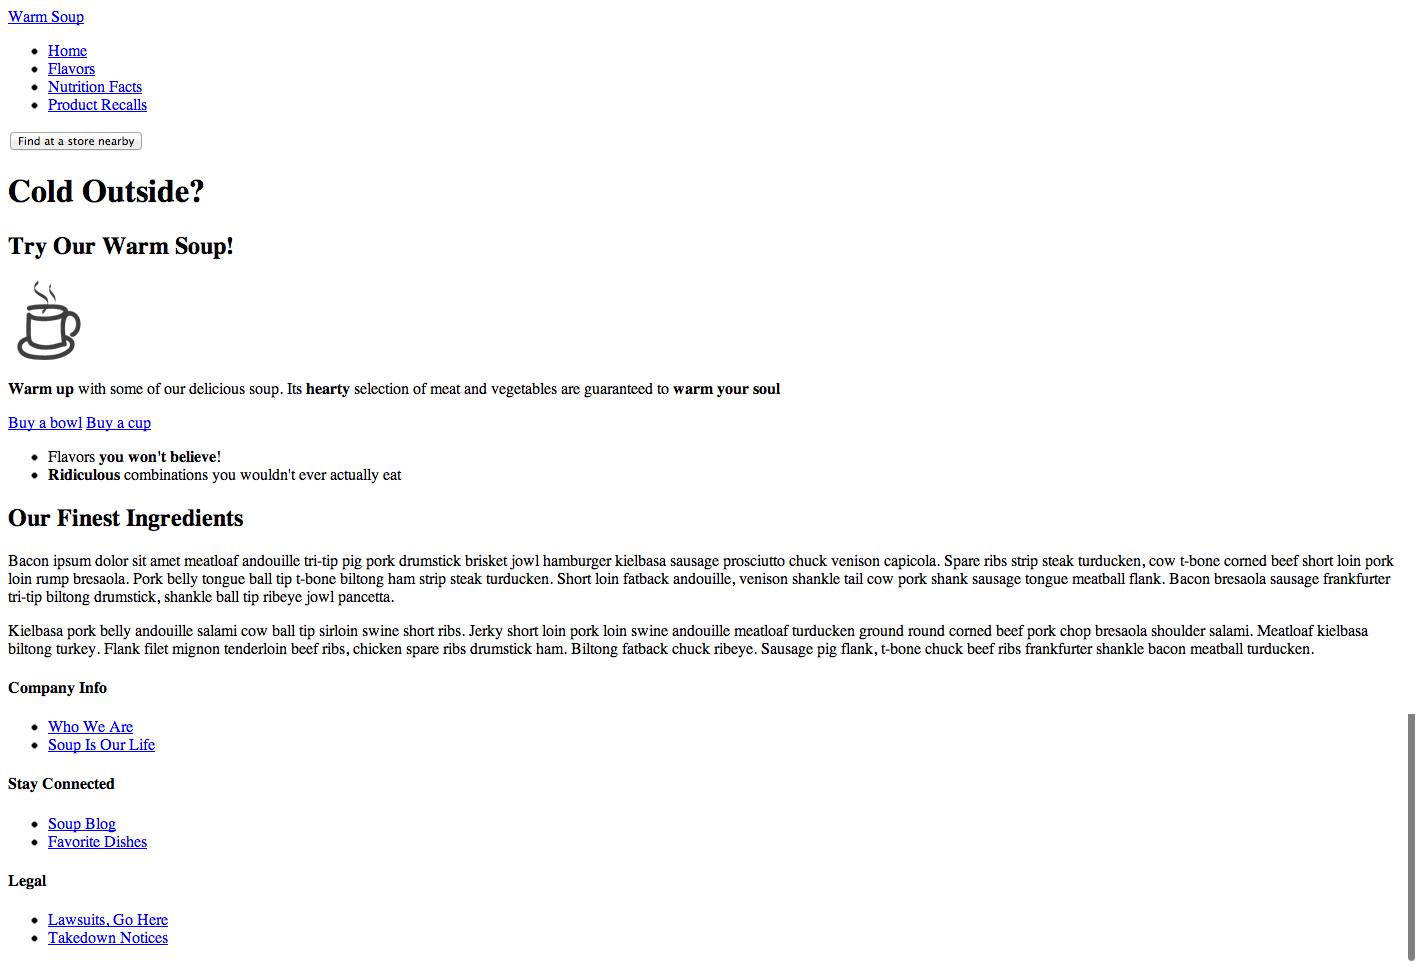 Warm Soup
Home
Flavors
Nutrition Facts
Product Recalls
Find at a store nearby
Cold Outside?
Try Our Warm Soup!
Warm up with some of our delicious soup. Its hearty selection of meat and vegetables are guaranteed to warm your soul
Buy a bowl Buy a cup
Flavors you won't believe!
Ridiculous combinations you wouldn't ever actually eat
Our Finest Ingredients
Bacon ipsum dolor sit amet meatloaf andouille tri-tip pig pork drumstick brisket jowl hamburger kielbasa sausage prosciutto chuck venison capicola. Spare ribs strip steak turducken, cow t-bone corned beef short loin pork
loin rump bresaola. Pork belly tongue ball tip t-bone biltong ham strip steak turducken. Short loin fatback andouille, venison shankle tail cow pork shank sausage tongue meatball flank. Bacon bresaola sausage frankfurter
tri-tip biltong drumstick, shankle ball tip ribeye jowl pancetta.
Kielbasa pork belly andouille salami cow ball tip sirloin swine short ribs. Jerky short loin pork loin swine andouille meatloaf turducken ground round corned beef pork chop bresaola shoulder salami. Meatloaf kielbasa
biltong turkey. Flank filet mignon tenderloin beef ribs, chicken spare ribs drumstick ham. Biltong fatback chuck ribeye. Sausage pig flank, t-bone chuck beef ribs frankfurter shankle bacon meatball turducken.
Company Info
Who We Are
Soup Is Our Life
Stay Connected
Soup Blog
Favorite Dishes
Legal
Lawsuits, Go Here
Takedown Notices